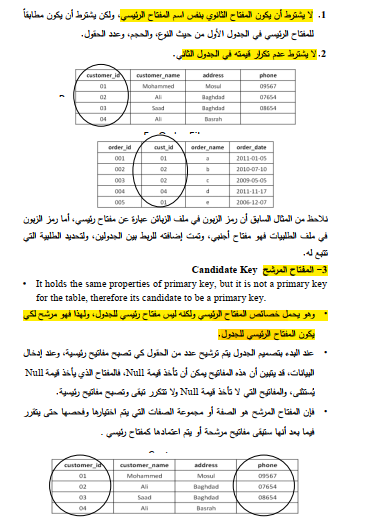 1. لا يشترط أن يكون المفتاح الثانوي بنفس اسم المفتاح الرئيسي. ولكن يشترط أن يكون مطابقاً
للمفتاح الرئيسي في الجدول الأول من حيث النوع، والحجم، وعدد الحقول.
2. لا يشترط عدم تكرار قيمته في الجدول الثاني.
customer_id customer_name address phone
01 Mohammed Mosul 09567
02 Ali Baghdad 07654
03 Saad Baghdad 08654
04 Ali Basrah
order_id cust_id order_name order_date
001 01 a 2011-01-05
002 02 b 2010-07-10
003 02 c 2009-05-05
004 04 d 2011-11-17
005 01 e 2006-12-07
نلاحظ من المثال السابق أن رمز الزبون في ملف الزبائن عبارة عن مفتاح رئيسي، أما رمز الزبون
في ملف الطلبيات فهو مفتاح أجنبي، وتمت إضافته للربط بين الجدولين، ولتحديد الطلبية التي
تتبع له.
3– المفتاح المرشح Candidate Key
• It holds the same properties of primary key, but it is not a primary key
for the table, therefore its candidate to be a primary key.
• وهو يحمل خصائص المفتاح الرئيسي ولكنه ليس مفتاح رئيسي للجدول، ولهذا فهو مرشح لكي
يكون المفتاح الرئيسي للجدول.
• عند البدء بتصميم الجدول يتم ترشيح عدد من الحقول كي تصبح مفاتيح رئيسية، وعند إدخال
البيانات، قد يتبين أن هذه المفاتيح يمكن أن تأخذ قيمة Null، فالمفتاح الذي يأخذ قيمة Null
يُستثنى، والمفاتيح التي لا تأخذ قيمة Null ولا تتكرر تبقى وتصبح مفاتيح رئيسية.
• فإن المفتاح المرشح هو الصفة أو مجموعة الصفات التي يتم اختيارها وفحصها حتى يتقرر
فيما بعد أنها ستبقى مفاتيح مرشحة أو يتم اعتمادها كمفتاح رئيسي .
customer_id customer_name address phone
01 Mohammed Mosul 09567
02 Ali Baghdad 07654
03 Saad Baghdad 08654
04 Ali Basrah